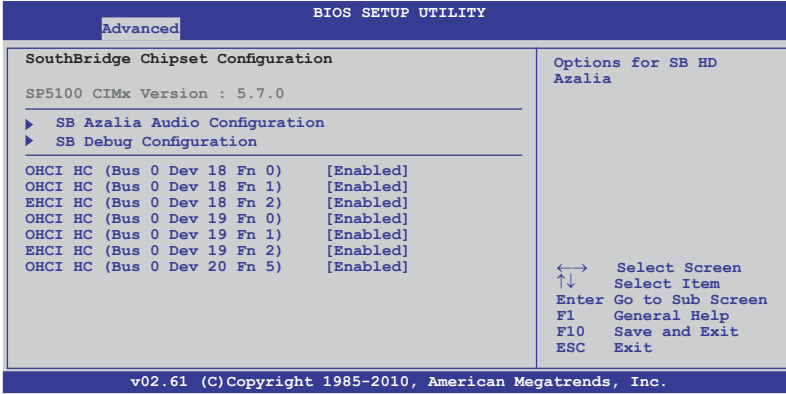 BIOS SETUP UTILITY
Advanced
SouthBridge Chipset Configuration
SP5100 CIMx Version : 5.7.0
SB Azalia Audio Configuration
SB Debug Configuration
OHCI HC (Bus 0 Dev 18 Fn 0) [Enabled]
OHCI HC (Bus 0 Dev 18 Fn 1) [Enabled]
EHCI HC (Bus 0 Dev 18 Fn 2) [Enabled]
OHCI HC (Bus 0 Dev 19 Fn 0) [Enabled]
OHCI HC (Bus 0 Dev 19 Fn 1) [Enabled]
EHCI HC (Bus 0 Dev 19 Fn 2) [Enabled]
OHCI HC (Bus 0 Dev 20 Fn 5) [Enabled]
Options for SB HD
Azalia
←→ Select Screen
↑↓ Select Item
Enter Go to Sub Screen
F1 General Help
F10 Save and Exit
ESC Exit
v02.61 (C)Copyright 1985-2010, American Megatrends, Inc.